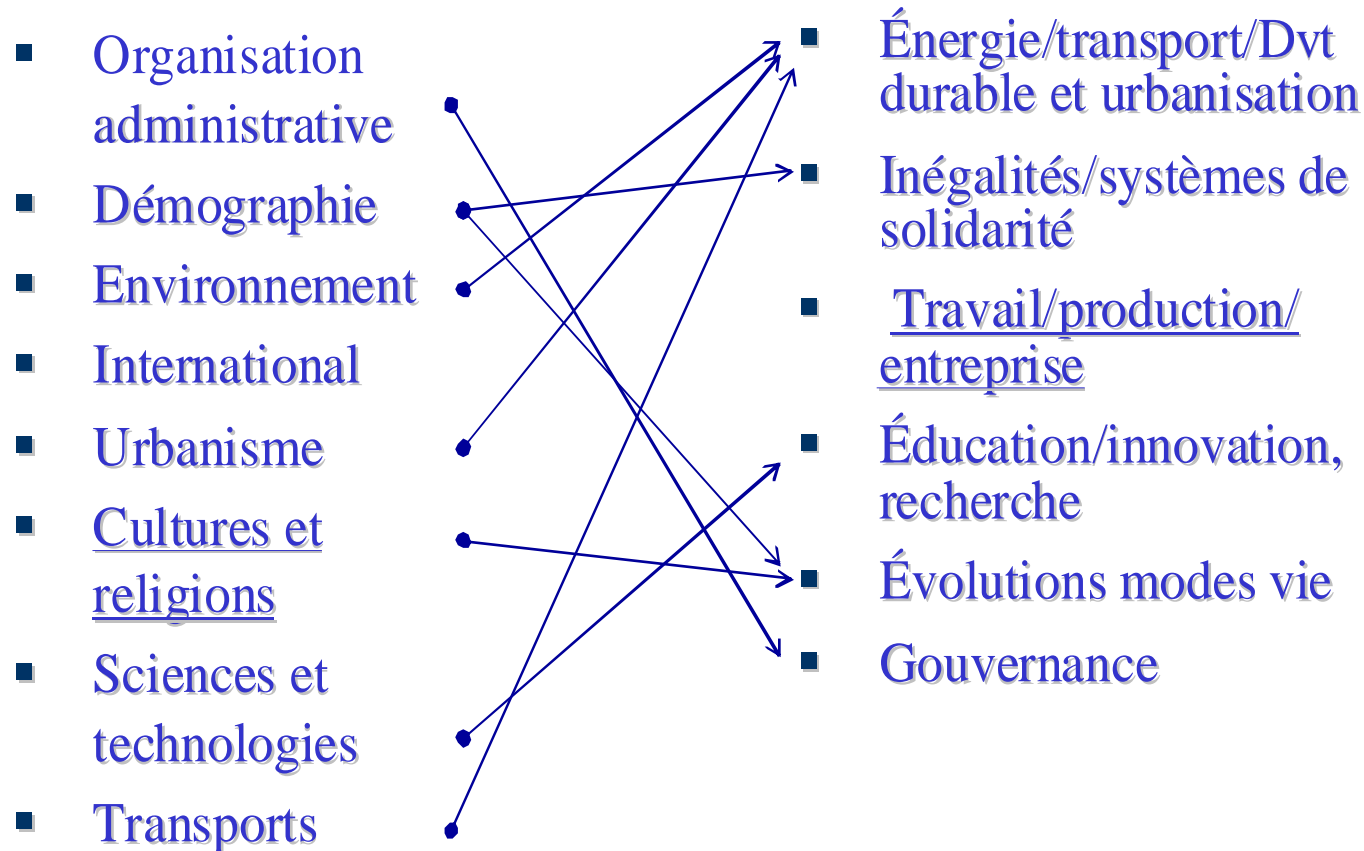 Organisation
administrative
Démographie
Environnement
International
Urbanisme
Cultures et
religions
Sciences et
technologies
Transports
Énergie/transport/Dvt
durable et urbanisation
Inégalités/systèmes de
solidarité
Travail/production/
entreprise
Éducation/innovation,
recherche
Évolutions modes vie
Gouvernance